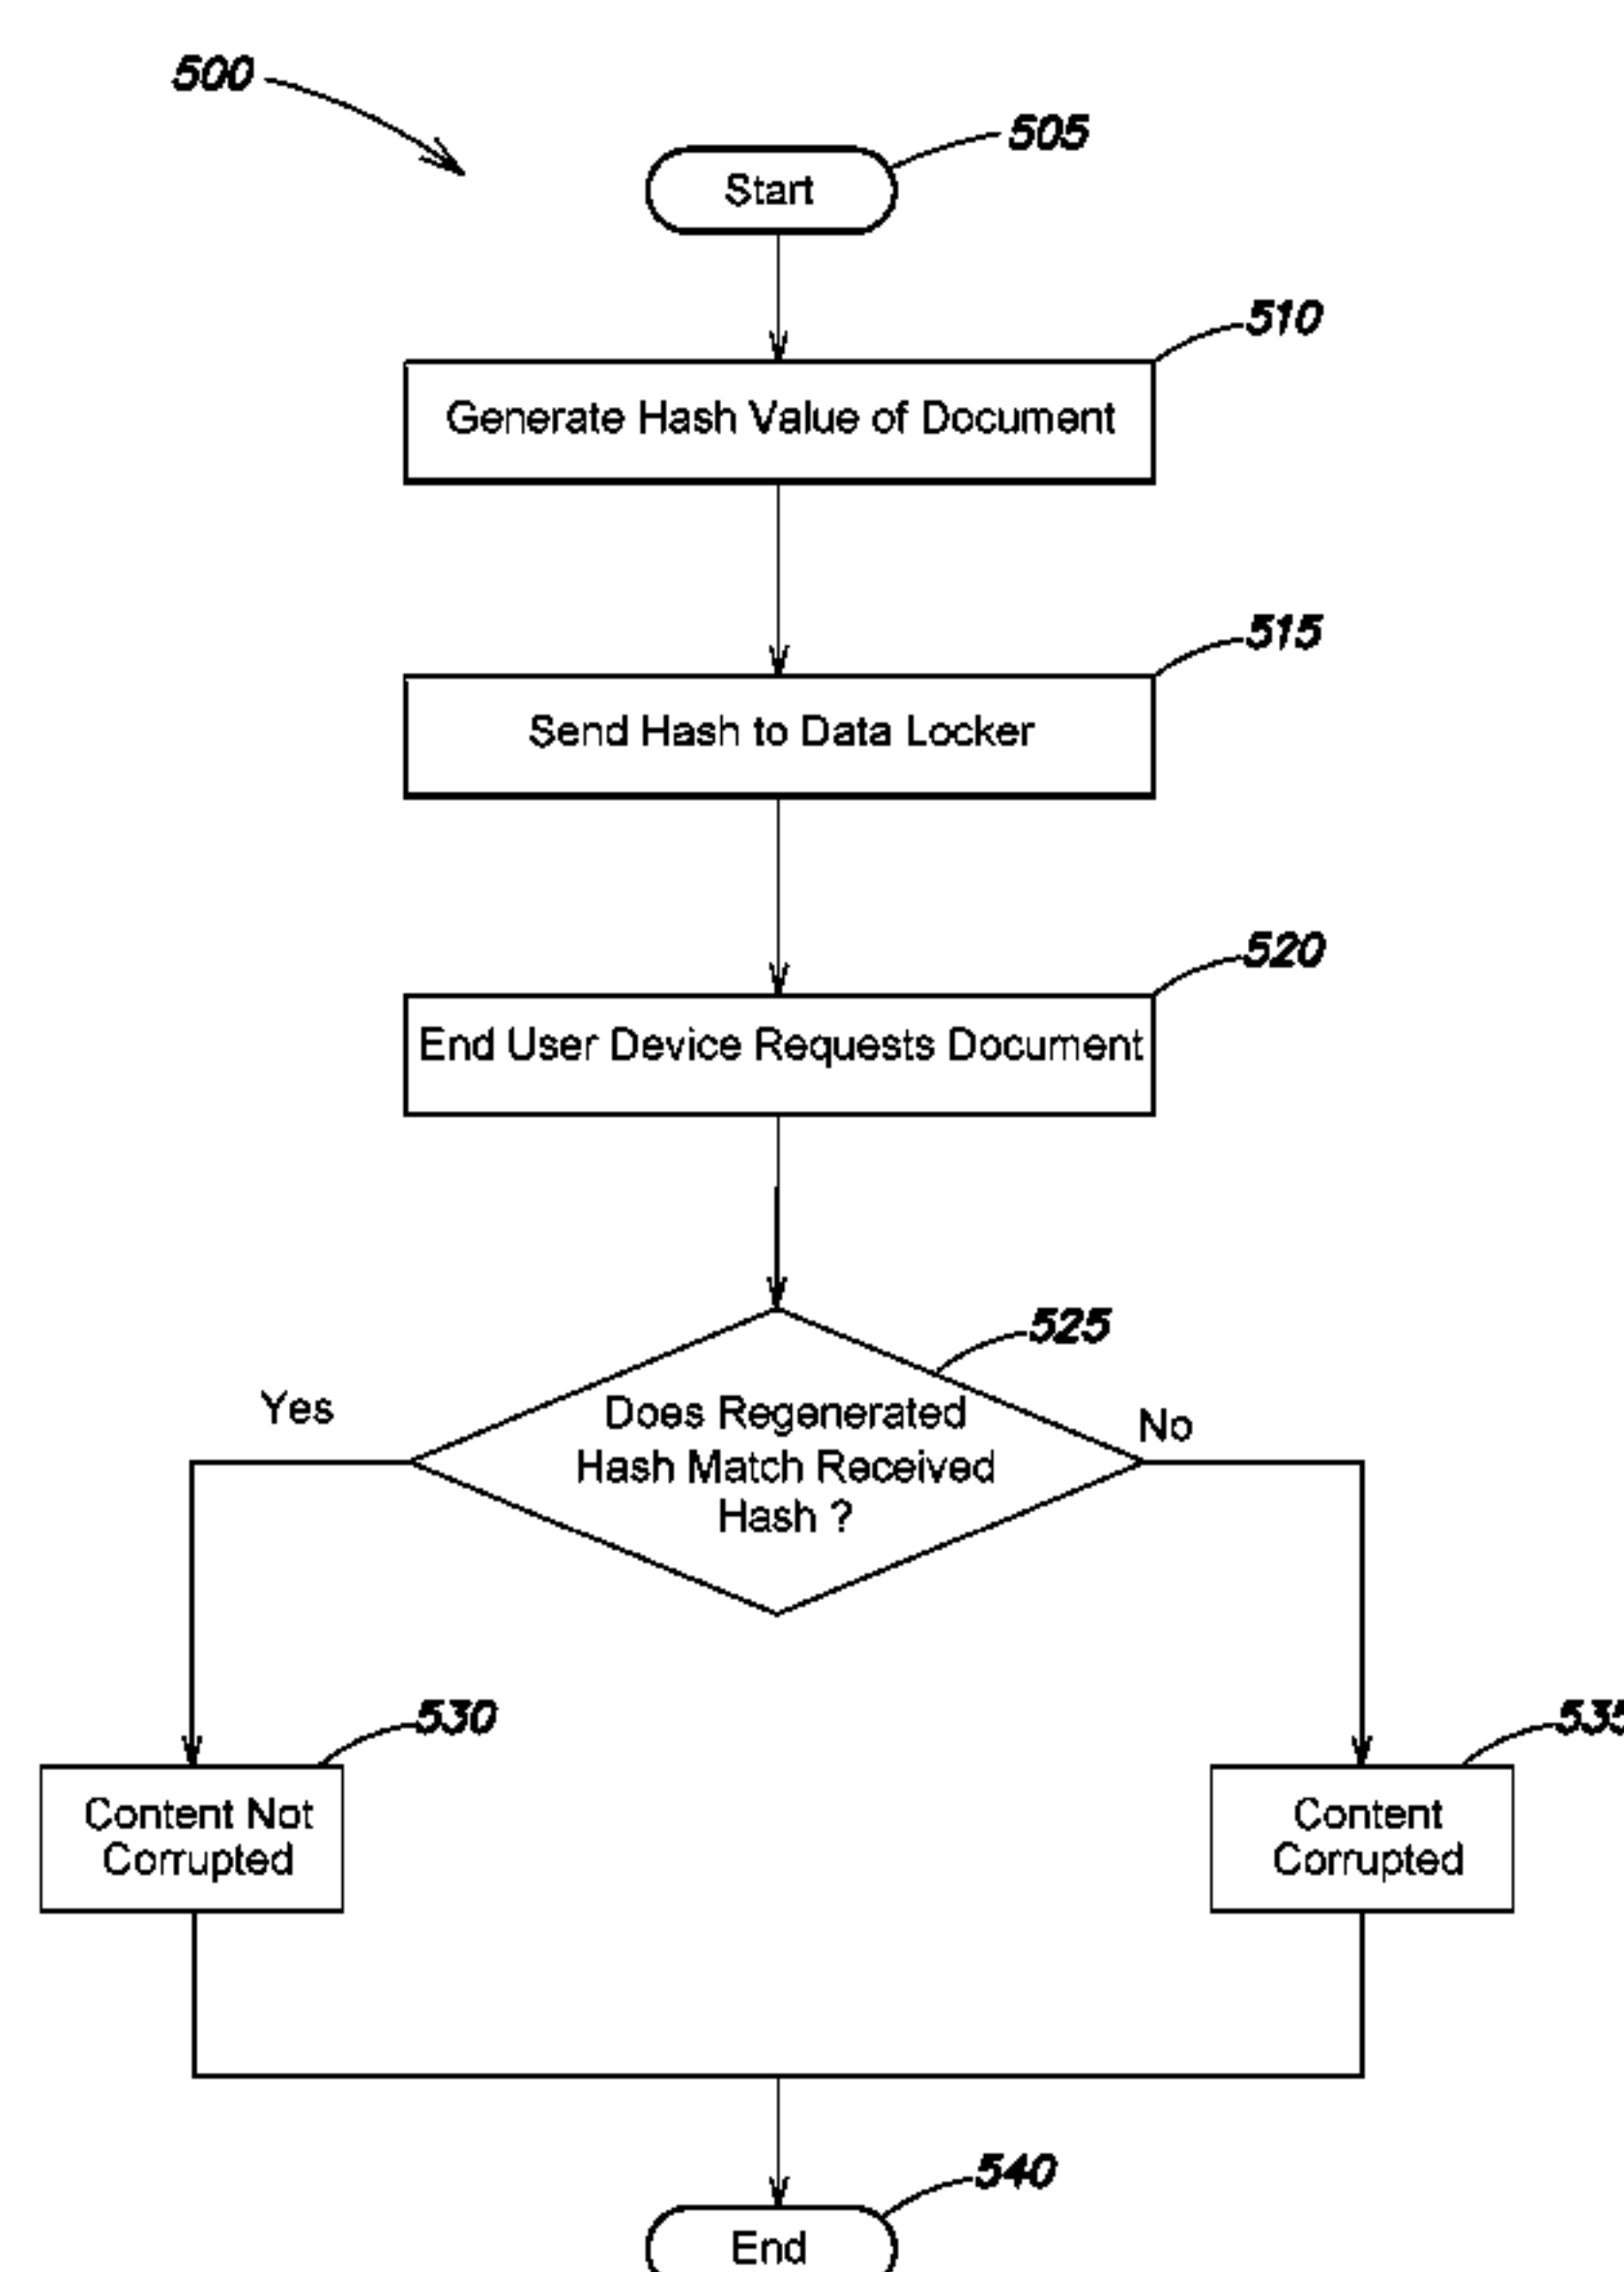 500
505
Start
510
Generate Hash Value of Document
515
Send Hash to Data Locker
520
End User Device Requests Document
525
Yes
No
Does Regenerated
Hash Match Received
Hash ?
530
535
Content Not
Corrupted
Content
Corrupted
540
End